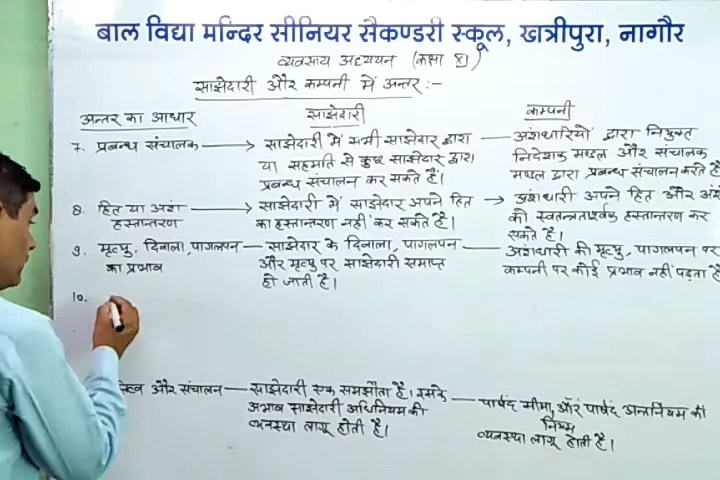 बाल विद्या मन्दिर सीनियर सैकण्डरी स्कूल, खत्रीपुरा, नागौर
व्यवसाय अध्ययन (कक्षा XI)
साझेदारी और कम्पनी में अन्तर :-
अन्तर का आधार साझेदारी कम्पनी
7. प्रबन्ध संचालक → साझेदारी में सभी साझेदार द्वारा — अंशधारियों द्वारा नियुक्त
या सहमति से कुछ साझेदार द्वारा निदेशक मण्डल और संचालक
प्रबन्ध संचालन कर सकते हैं। मण्डल द्वारा प्रबन्ध संचालन करते है
8. हित या अंश → साझेदारी में साझेदार अपने हित → अंशधारी अपने हित और अंश
हस्तान्तरण का हस्तान्तरण नहीं कर सकते है। को स्वतन्त्रतापूर्वक हस्तान्तरण कर
सकते है।
9. मृत्यु, दिवाला, पागलपन — साझेदार के दिवाला, पागलपन — अंशधारी की मृत्यु, पागलपन पर
का प्रभाव और मृत्यु पर साझेदारी समाप्त कम्पनी पर कोई प्रभाव नहीं पड़ता है
हो जाती है।
10.
और संचालन — साझेदारी एक समझौता है। इसके — पार्षद सीमा, और पार्षद अन्तर्नियम की
अभाव साझेदारी अधिनियम की नियम
व्यवस्था लागू होती है। व्यवस्था लागू होती है।